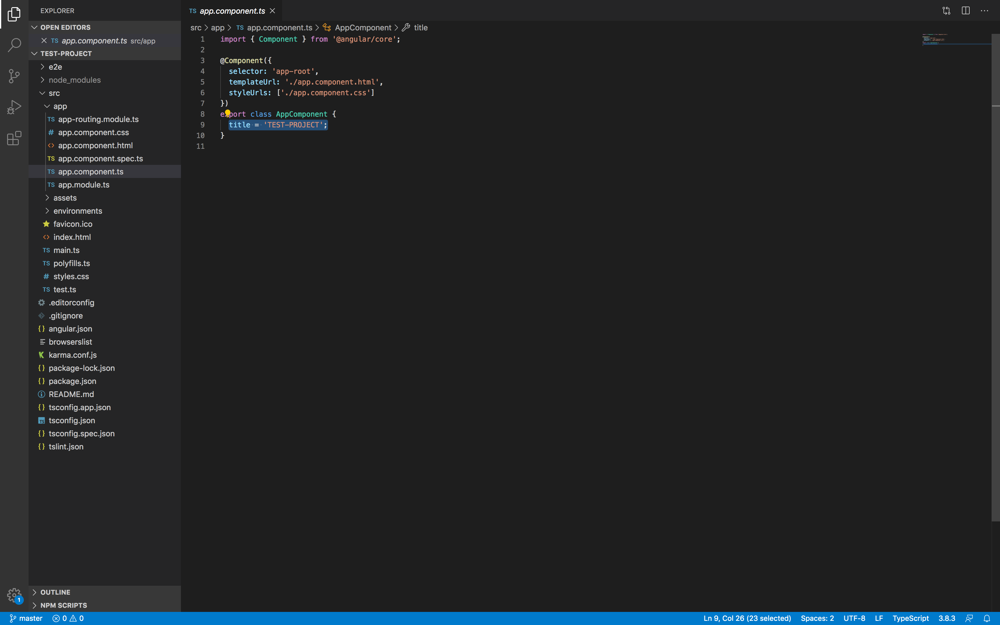 EXPLORER
OPEN EDITORS
TS app.component.ts src/app
TEST-PROJECT
e2e
node_modules
src
app
TS app-routing.module.ts
# app.component.css
<> app.component.html
TS app.component.spec.ts
TS app.component.ts
TS app.module.ts
assets
environments
favicon.ico
<> index.html
TS main.ts
TS polyfills.ts
# styles.css
TS test.ts
.editorconfig
.gitignore
{} angular.json
browserslist
K karma.conf.js
{} package-lock.json
{} package.json
README.md
{} tsconfig.app.json
TS tsconfig.json
{} tsconfig.spec.json
{} tslint.json
OUTLINE
NPM SCRIPTS
1
TS app.component.ts
src > app > TS app.component.ts > AppComponent > title
1 import { Component } from '@angular/core';
2
3 @Component({
4 selector: 'app-root',
5 templateUrl: './app.component.html',
6 styleUrls: ['./app.component.css']
7 })
8 export class AppComponent {
9 title = 'TEST-PROJECT';
10 }
11
master 0 0 Ln 9, Col 26 (23 selected) Spaces: 2 UTF-8 LF TypeScript 3.8.3